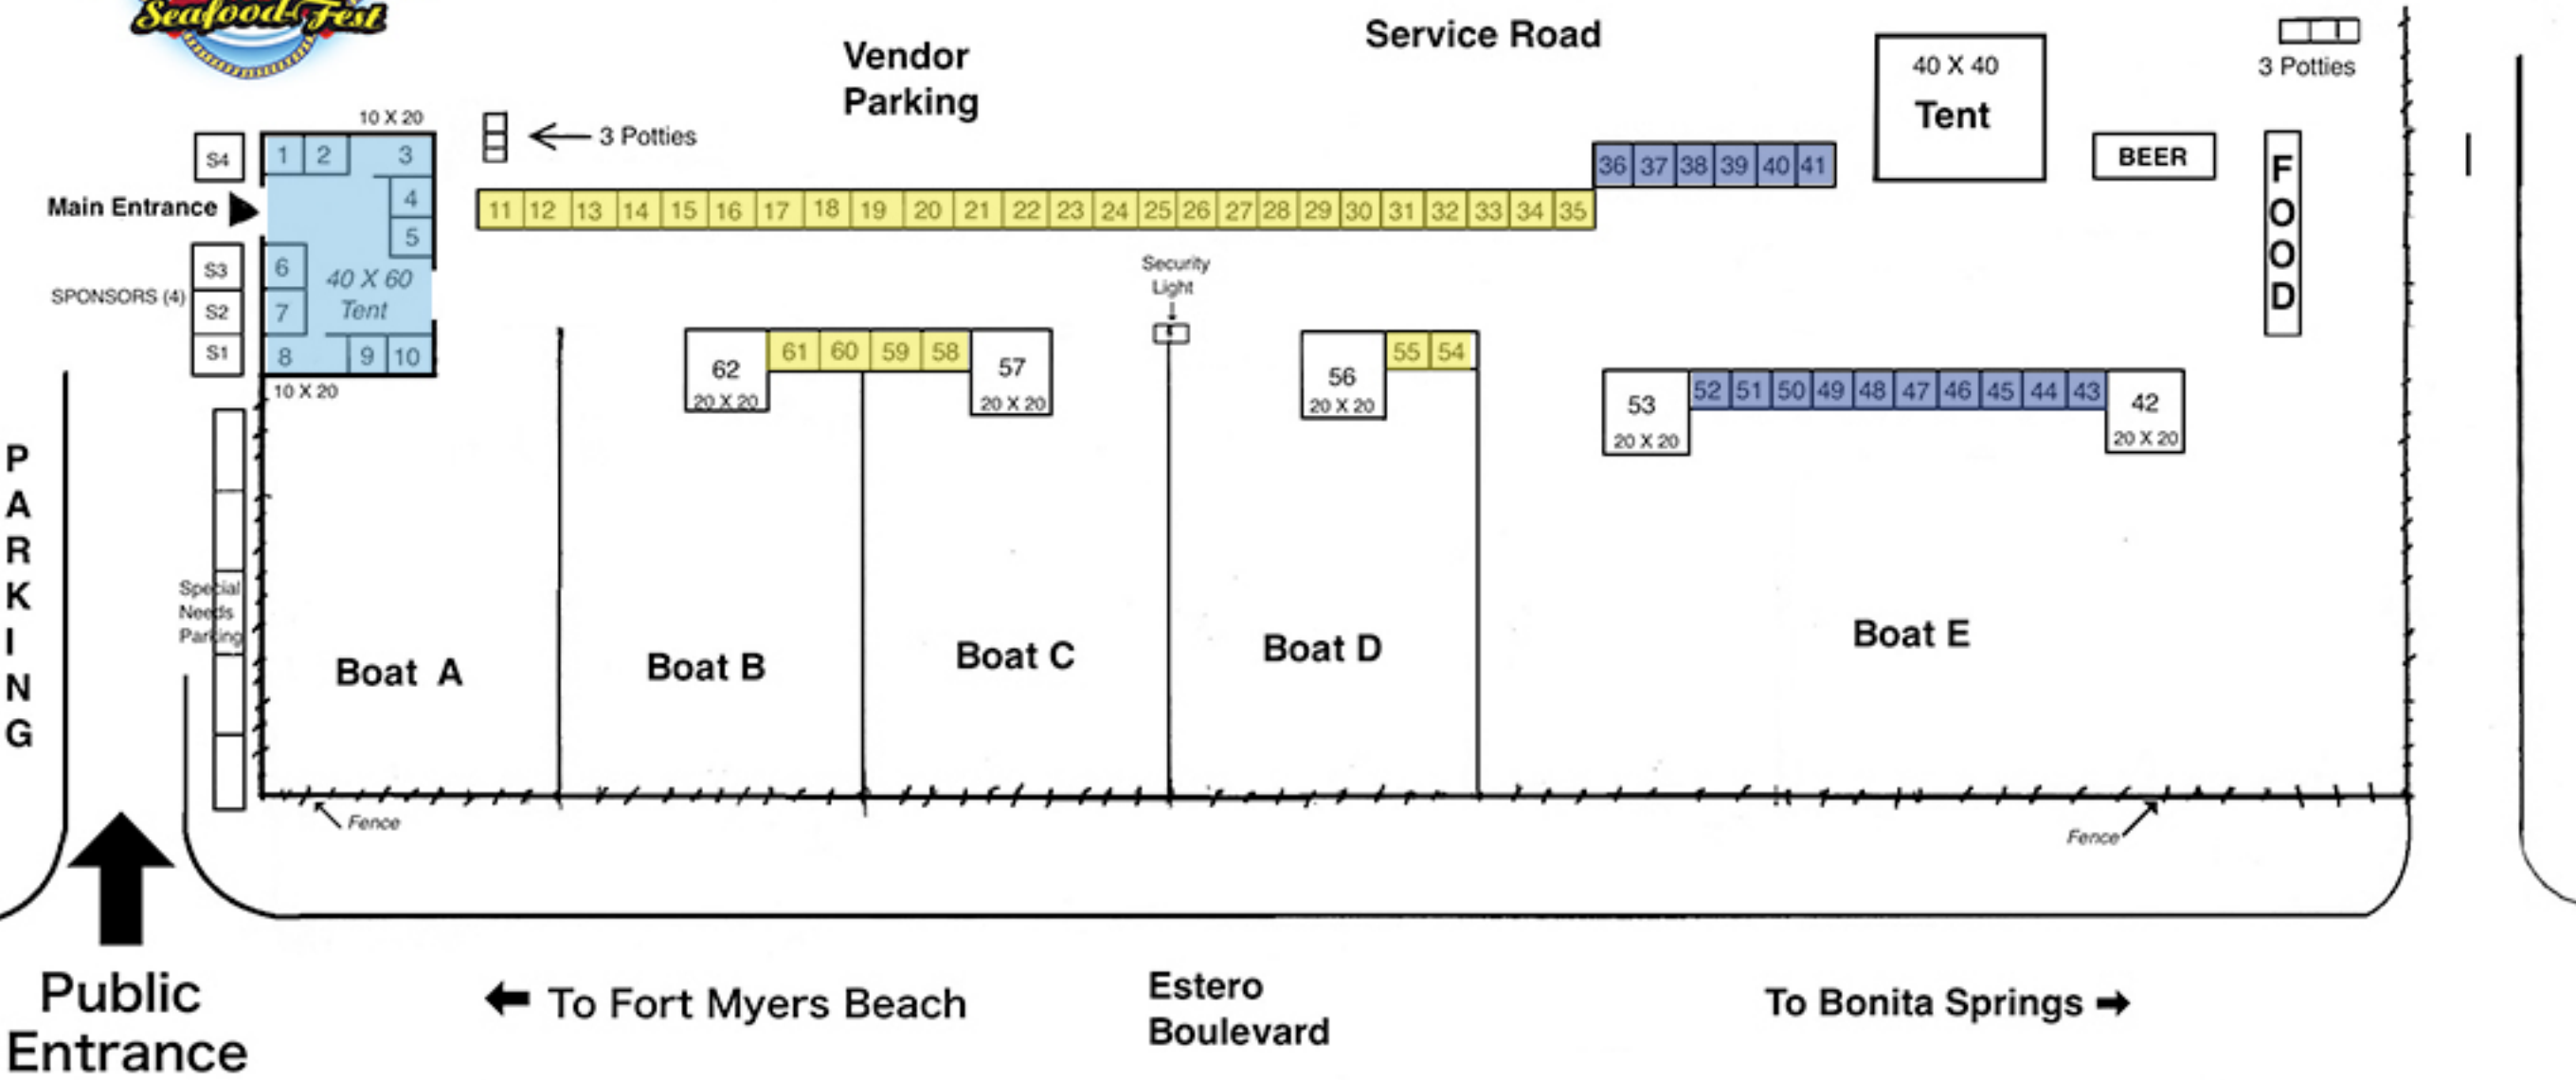 Seafood Fest
Vendor
Parking
Service Road
40 X 40
Tent
3 Potties
10 X 20
3 Potties
BEER
FOOD
S4
1 2 3
36 37 38 39 40 41
Main Entrance
4
11 12 13 14 15 16 17 18 19 20 21 22 23 24 25 26 27 28 29 30 31 32 33 34 35
5
S3
6
40 X 60
Tent
SPONSORS (4)
S2
7
S1
8 9 10
10 X 20
Security
Light
62
20 X 20
61 60 59 58
57
20 X 20
56
20 X 20
55 54
53
20 X 20
52 51 50 49 48 47 46 45 44 43
42
20 X 20
PARKING
Special
Needs
Parking
Boat A
Boat B
Boat C
Boat D
Boat E
Fence
Fence
Public
Entrance
To Fort Myers Beach
Estero
Boulevard
To Bonita Springs